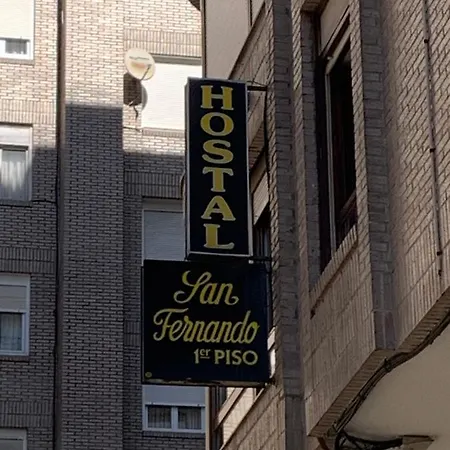 HOSTAL
San
Fernando
1er PISO